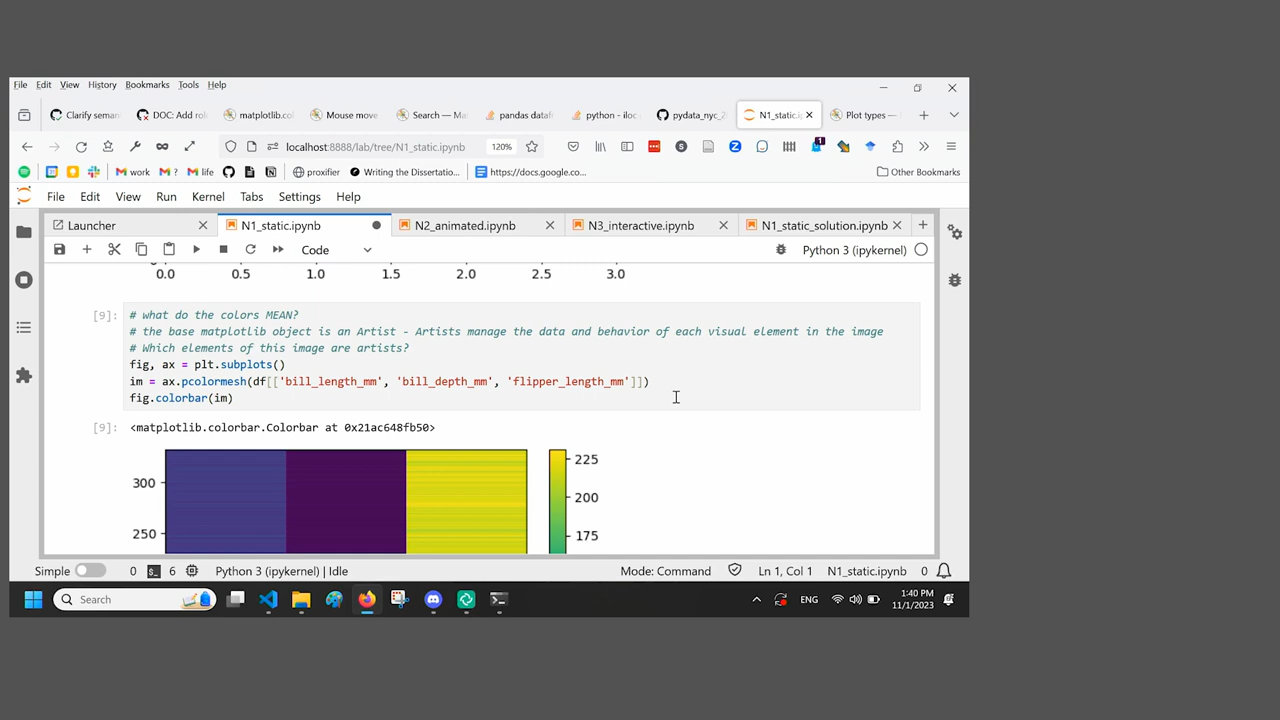 File Edit View History Bookmarks Tools Help
Clarify seman DOC: Add rol matplotlib.col Mouse move Search — Ma pandas dataf python - iloc pydata_nyc_2 N1_static.ip Plot types —
localhost:8888/lab/tree/N1_static.ipynb 120% 1
work ? life proxifier Writing the Dissertatio... https://docs.google.co... Other Bookmarks
File Edit View Run Kernel Tabs Settings Help
Launcher N1_static.ipynb N2_animated.ipynb N3_interactive.ipynb N1_static_solution.ipynb
Code Python 3 (ipykernel)
0.0 0.5 1.0 1.5 2.0 2.5 3.0
[9]: # what do the colors MEAN?
# the base matplotlib object is an Artist - Artists manage the data and behavior of each visual element in the image
# Which elements of this image are artists?
fig, ax = plt.subplots()
im = ax.pcolormesh(df[['bill_length_mm', 'bill_depth_mm', 'flipper_length_mm']])
fig.colorbar(im)
[9]: <matplotlib.colorbar.Colorbar at 0x21ac648fb50>
225
300
200
250
175
Simple 0 6 Python 3 (ipykernel) | Idle Mode: Command Ln 1, Col 1 N1_static.ipynb 0
Search ENG 1:40 PM
11/1/2023